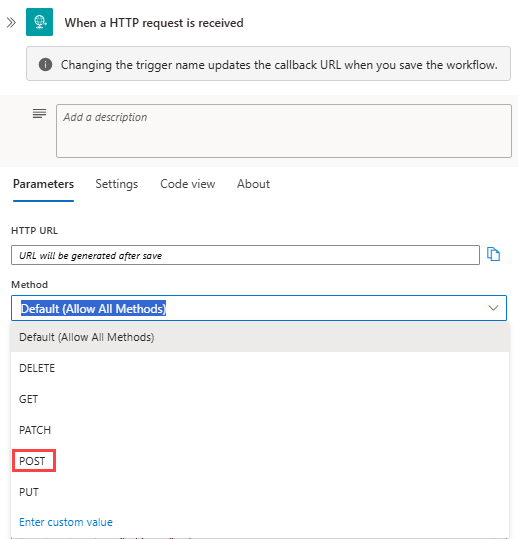 When a HTTP request is received
Changing the trigger name updates the callback URL when you save the workflow.
Add a description
Parameters Settings Code view About
HTTP URL
URL will be generated after save
Method
Default (Allow All Methods)
Default (Allow All Methods)
DELETE
GET
PATCH
POST
PUT
Enter custom value